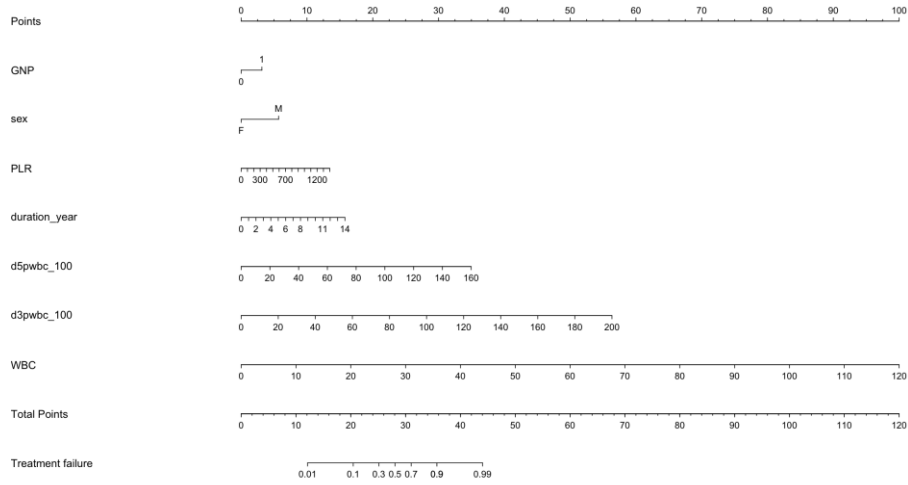 Points 0 10 20 30 40 50 60 70 80 90 100
GNP 0 1
sex F M
PLR 0 300 700 1200
duration_year 0 2 4 6 8 11 14
d5pwbc_100 0 20 40 60 80 100 120 140 160
d3pwbc_100 0 20 40 60 80 100 120 140 160 180 200
WBC 0 10 20 30 40 50 60 70 80 90 100 110 120
Total Points 0 10 20 30 40 50 60 70 80 90 100 110 120
Treatment failure 0.01 0.1 0.3 0.5 0.7 0.9 0.99